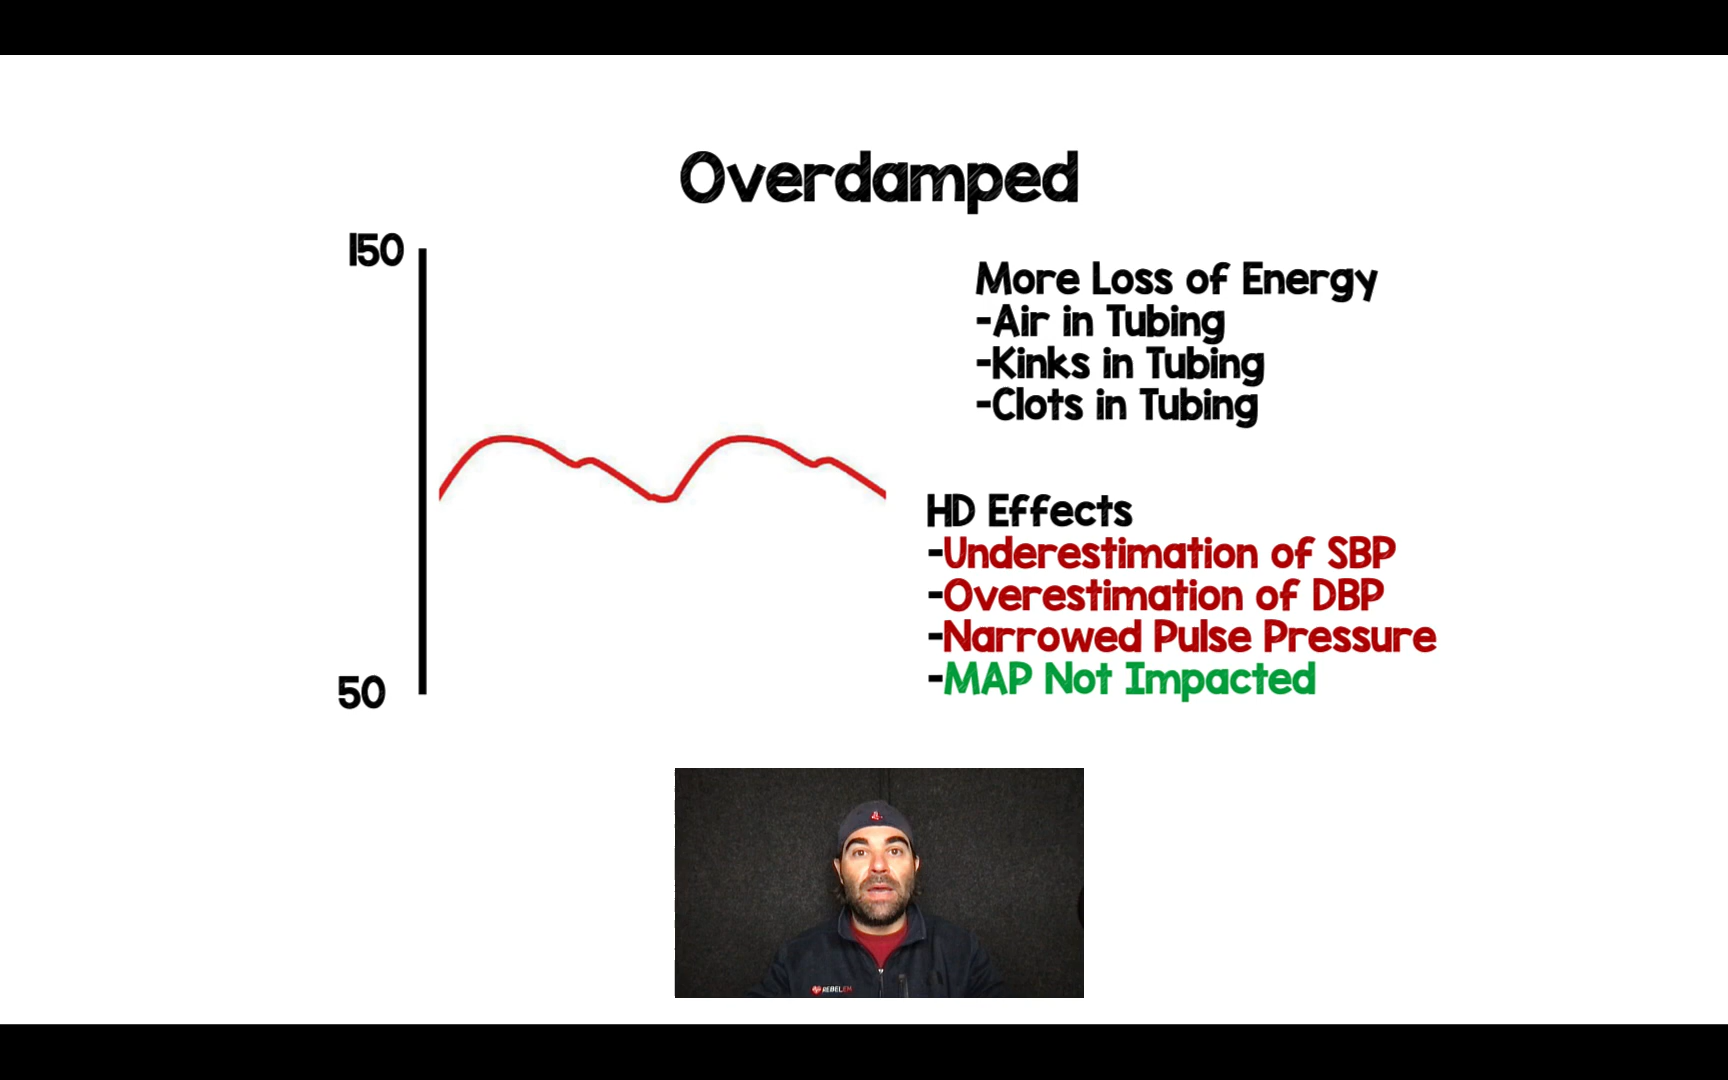 Overdamped
150
50
More Loss of Energy
-Air in Tubing
-Kinks in Tubing
-Clots in Tubing
HD Effects
-Underestimation of SBP
-Overestimation of DBP
-Narrowed Pulse Pressure
-MAP Not Impacted
REBELEM